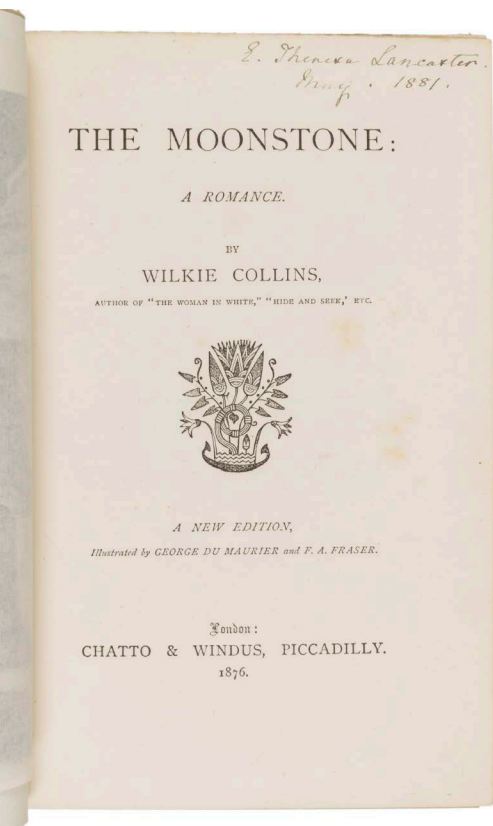 E. Theresa Lancaster.
May. 1881.
THE MOONSTONE:
A ROMANCE.
BY
WILKIE COLLINS,
AUTHOR OF "THE WOMAN IN WHITE," "HIDE AND SEEK,' ETC.
A NEW EDITION,
Illustrated by GEORGE DU MAURIER and F. A. FRASER.
London:
CHATTO & WINDUS, PICCADILLY.
1876.